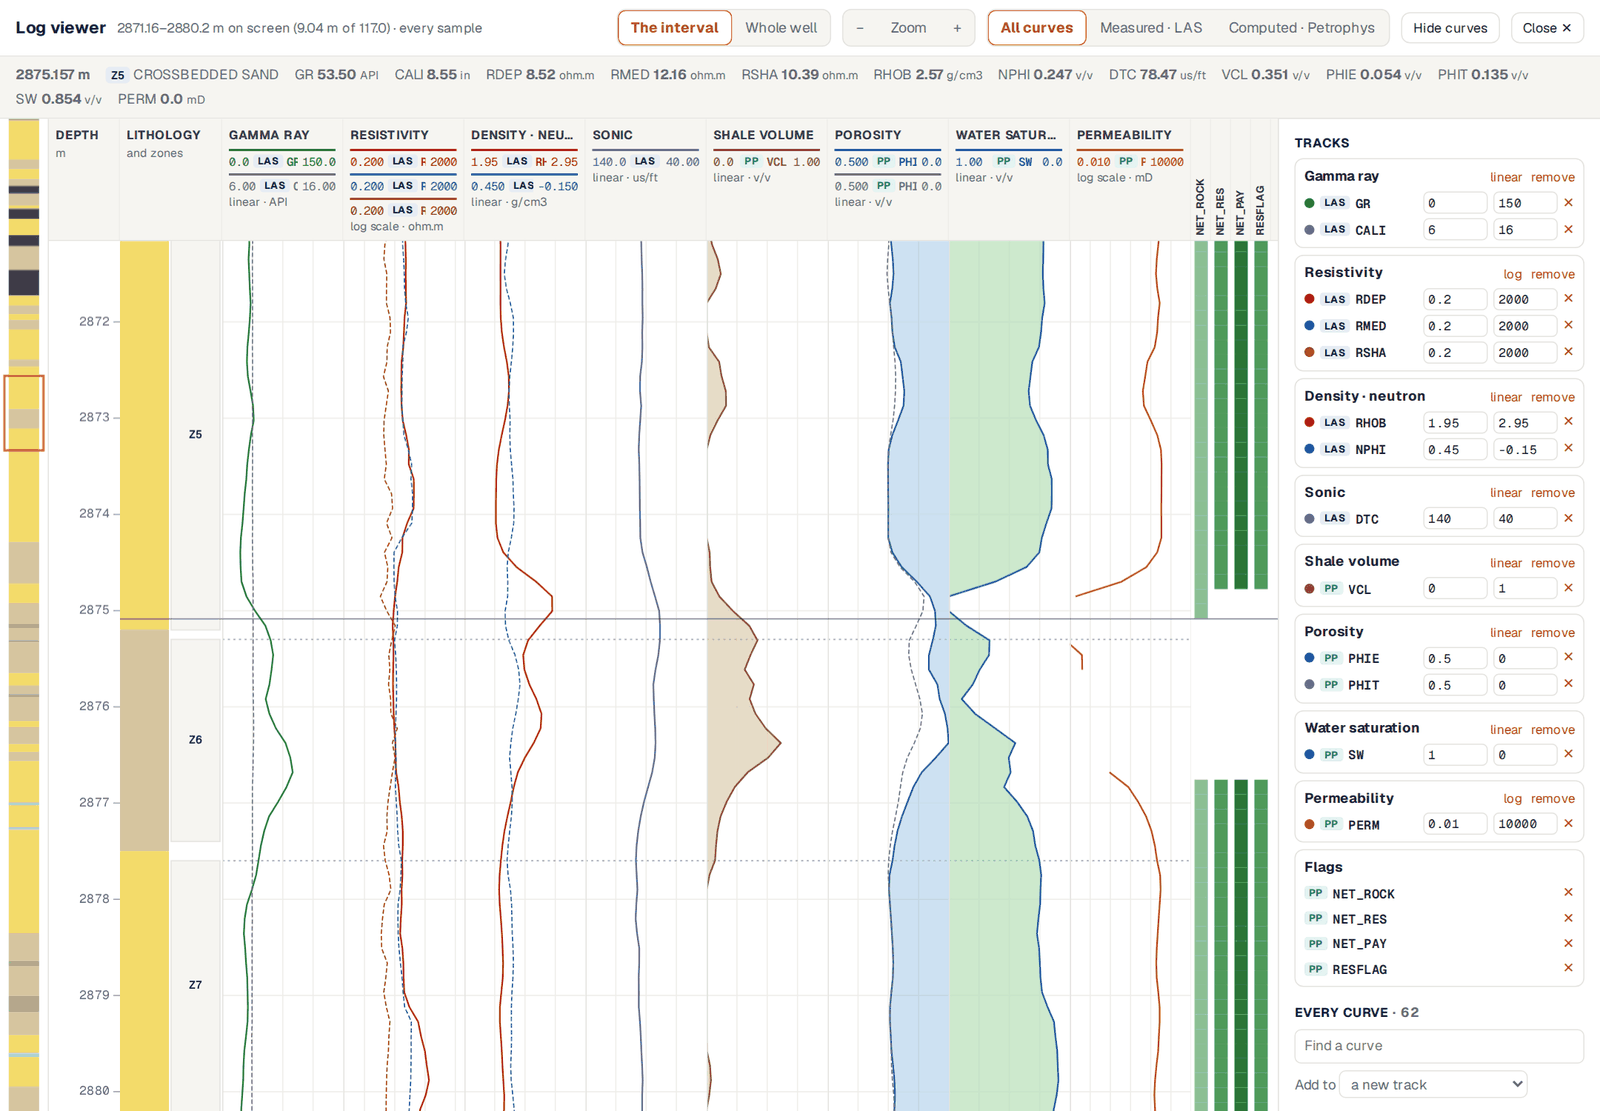 Log viewer 2871.16–2880.2 m on screen (9.04 m of 117.0) · every sample The interval Whole well − Zoom + All curves Measured · LAS Computed · Petrophys Hide curves Close ✕
2875.157 m Z5 CROSSBEDDED SAND GR 53.50 API CALI 8.55 in RDEP 8.52 ohm.m RMED 12.16 ohm.m RSHA 10.39 ohm.m RHOB 2.57 g/cm3 NPHI 0.247 v/v DTC 78.47 us/ft VCL 0.351 v/v PHIE 0.054 v/v PHIT 0.135 v/v
SW 0.854 v/v PERM 0.0 mD
DEPTH
m
LITHOLOGY
and zones
GAMMA RAY
0.0 LAS GR 150.0
6.00 LAS 16.00
linear · API
RESISTIVITY
0.200 LAS 2000
0.200 LAS 2000
0.200 LAS 2000
log scale · ohm.m
DENSITY · NEU...
1.95 LAS 2.95
0.450 LAS -0.150
linear · g/cm3
SONIC
140.0 LAS 40.00
linear · us/ft
SHALE VOLUME
0.0 PP VCL 1.00
linear · v/v
POROSITY
0.500 PP PHI 0.0
0.500 PP PHI 0.0
linear · v/v
WATER SATUR...
1.00 PP SW 0.0
linear · v/v
PERMEABILITY
0.010 PP 10000
log scale · mD
NET_ROCK
NET_RES
NET_PAY
RESFLAG
2872
2873
2874
2875
2876
2877
2878
2879
2880
Z5
Z6
Z7
TRACKS
Gamma ray linear remove
LAS GR 0 150 ✕
LAS CALI 6 16 ✕
Resistivity log remove
LAS RDEP 0.2 2000 ✕
LAS RMED 0.2 2000 ✕
LAS RSHA 0.2 2000 ✕
Density · neutron linear remove
LAS RHOB 1.95 2.95 ✕
LAS NPHI 0.45 -0.15 ✕
Sonic linear remove
LAS DTC 140 40 ✕
Shale volume linear remove
PP VCL 0 1 ✕
Porosity linear remove
PP PHIE 0.5 0 ✕
PP PHIT 0.5 0 ✕
Water saturation linear remove
PP SW 1 0 ✕
Permeability log remove
PP PERM 0.01 10000 ✕
Flags
PP NET_ROCK ✕
PP NET_RES ✕
PP NET_PAY ✕
PP RESFLAG ✕
EVERY CURVE · 62
Find a curve
Add to a new track